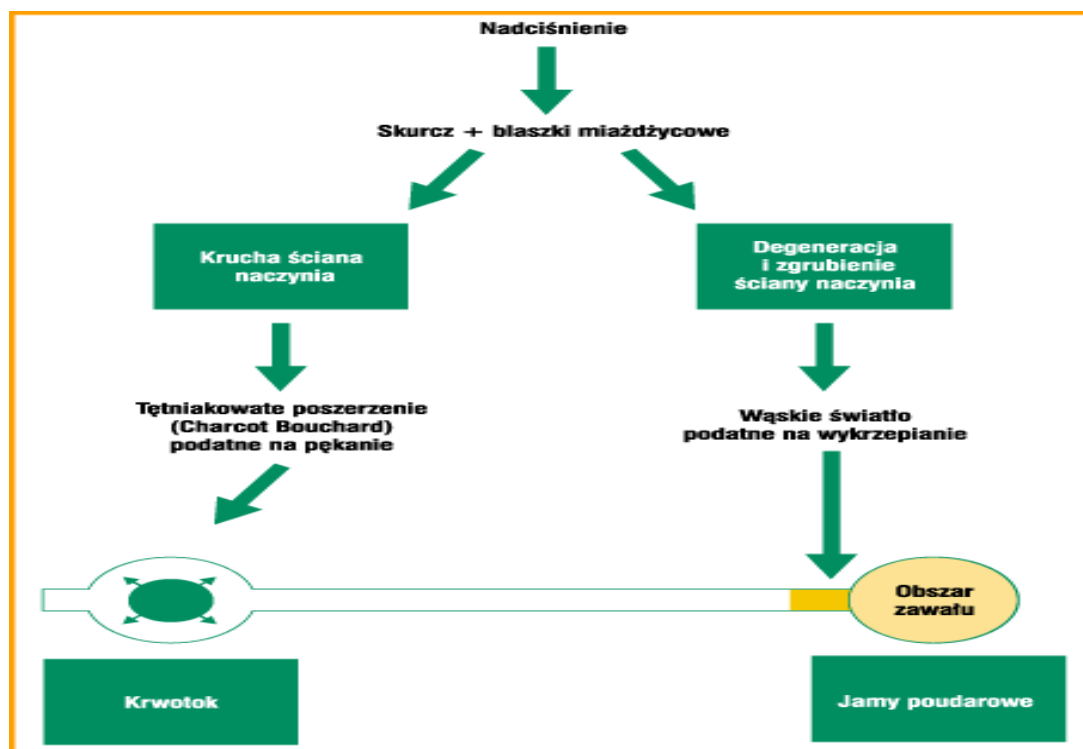 Nadciśnienie
Skurcz + blaszki miażdżycowe
Krucha ściana
naczynia
Degeneracja
i zgrubienie
ściany naczynia
Tętniakowate poszerzenie
(Charcot Bouchard)
podatne na pękanie
Wąskie światło
podatne na wykrzepianie
Obszar
zawału
Krwotok
Jamy poudarowe